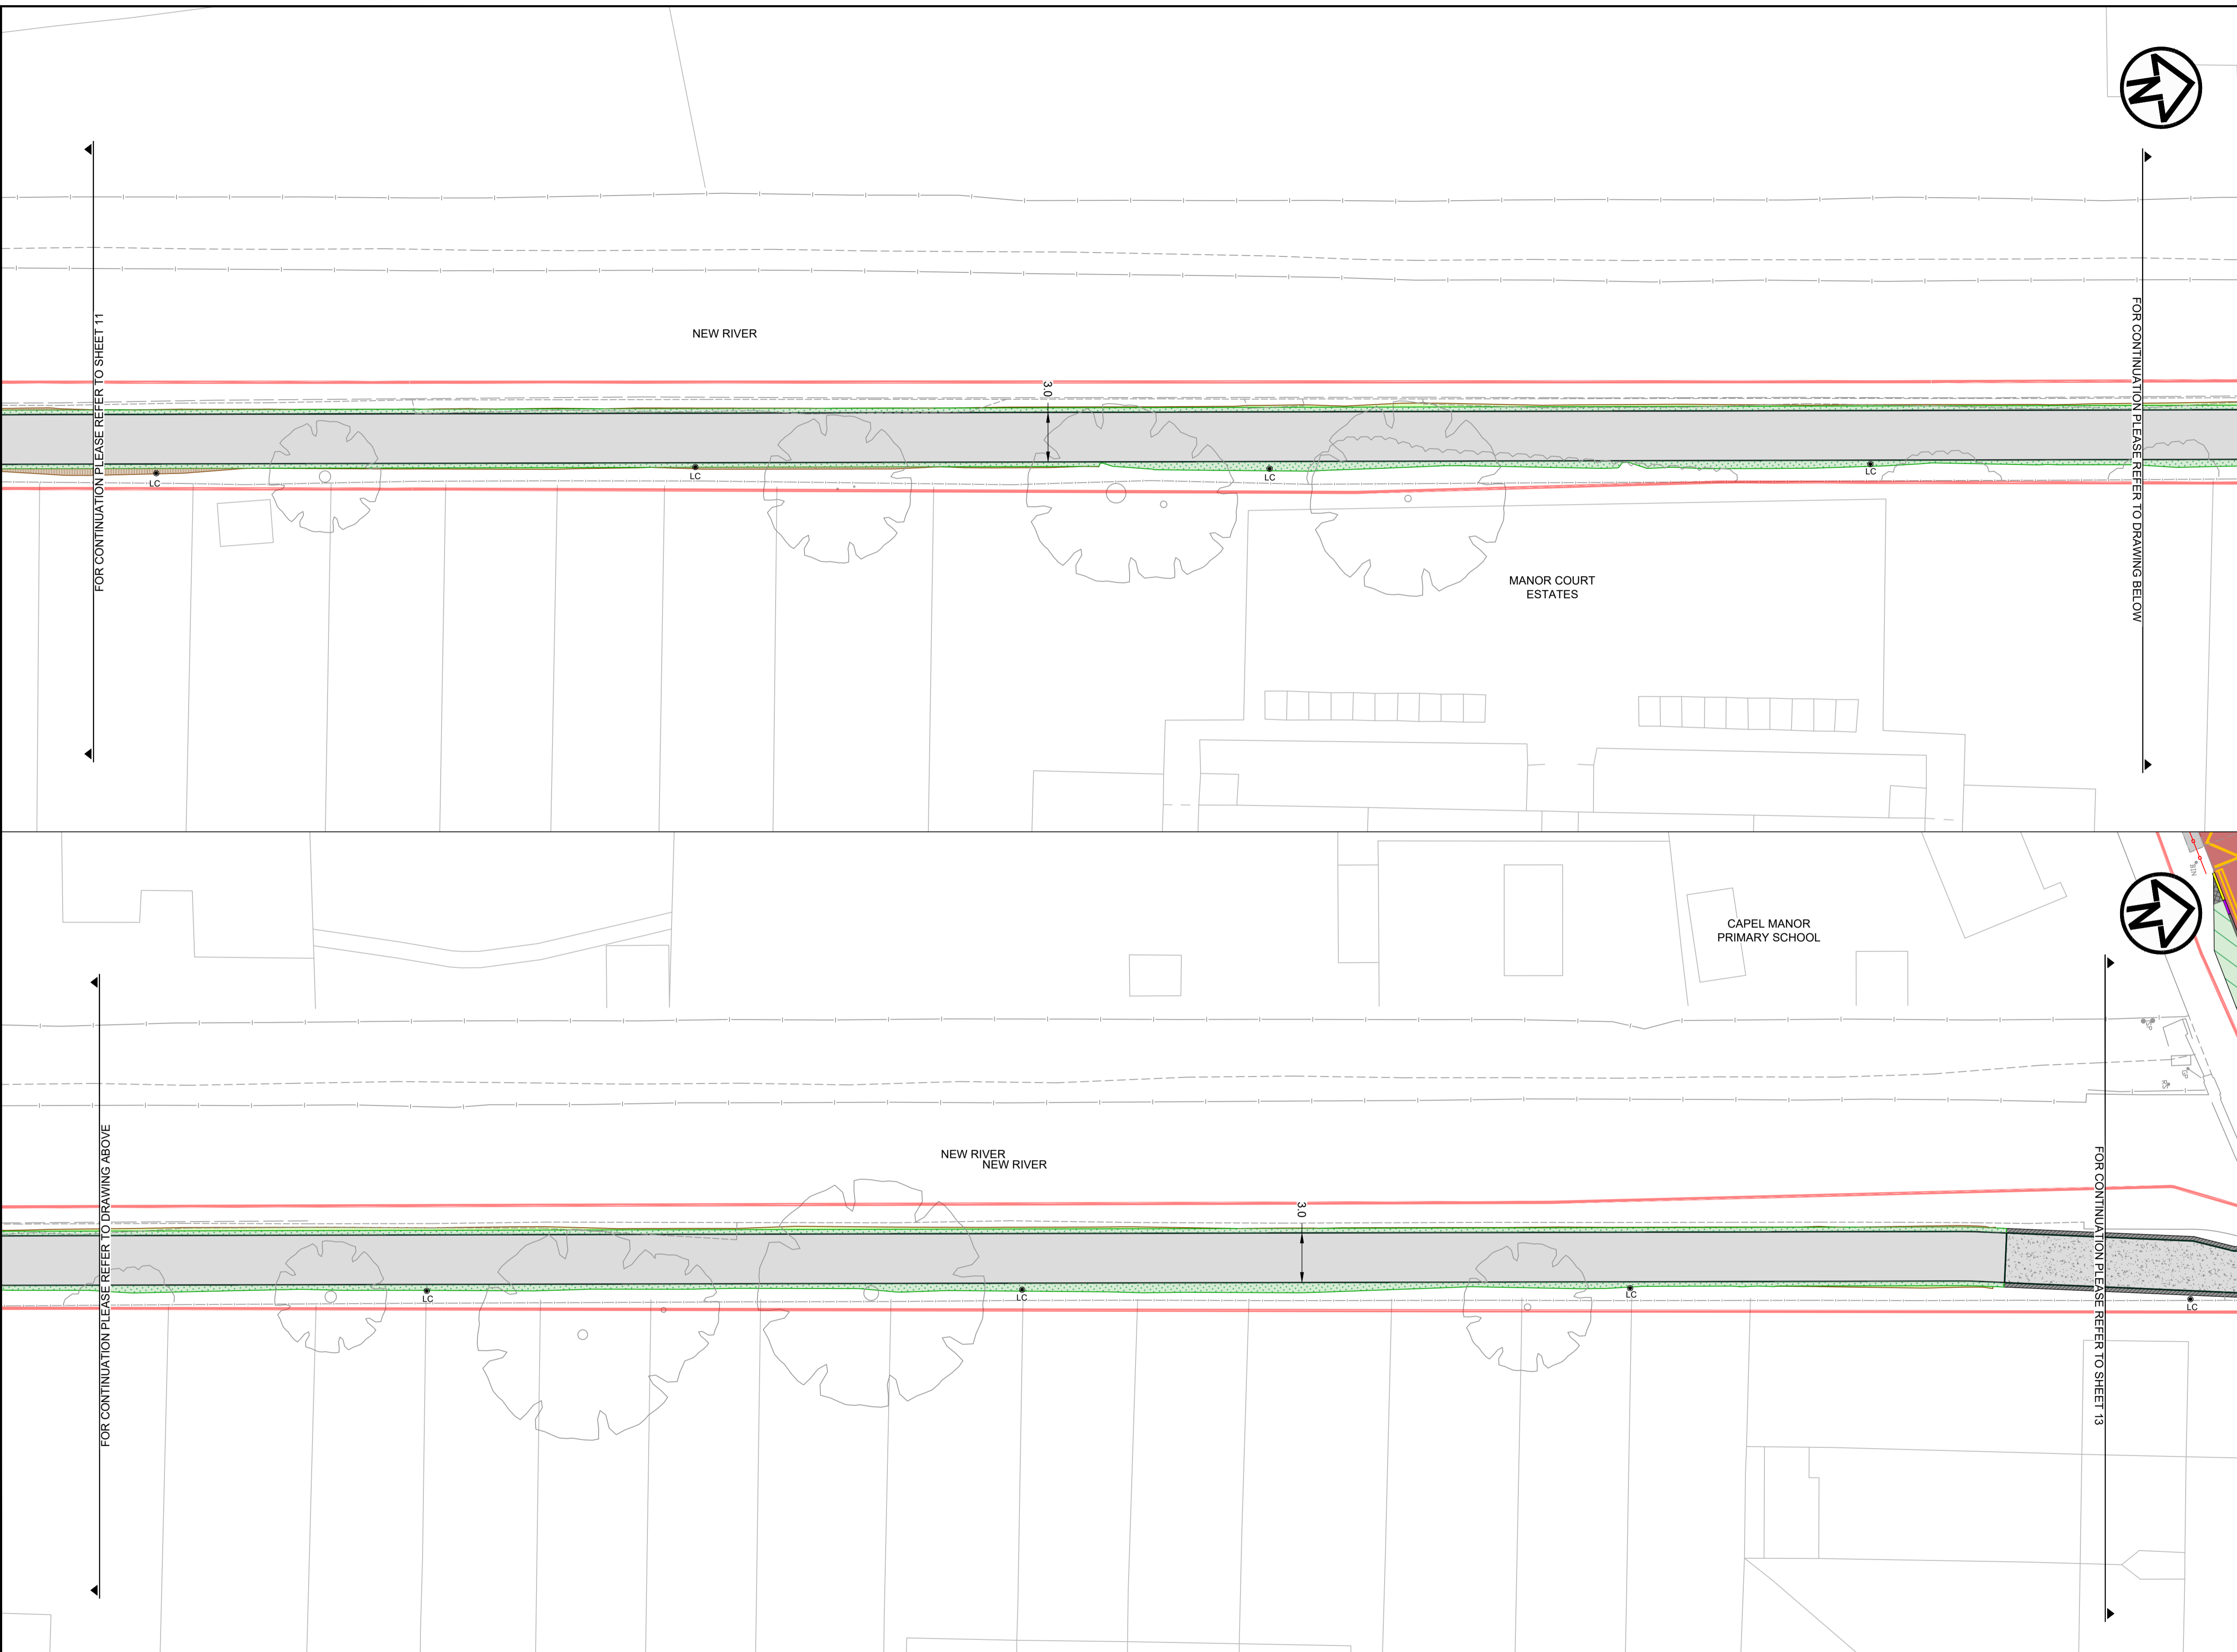 N
FOR CONTINUATION PLEASE REFER TO SHEET 11
NEW RIVER
3.0
FOR CONTINUATION PLEASE REFER TO DRAWING BELOW
LC
LC
LC
LC
MANOR COURT
ESTATES
BIN
N
CAPEL MANOR
PRIMARY SCHOOL
FOR CONTINUATION PLEASE REFER TO DRAWING ABOVE
NEW RIVER
NEW RIVER
3.0
FOR CONTINUATION PLEASE REFER TO SHEET 13
LC
LC
LC
LC